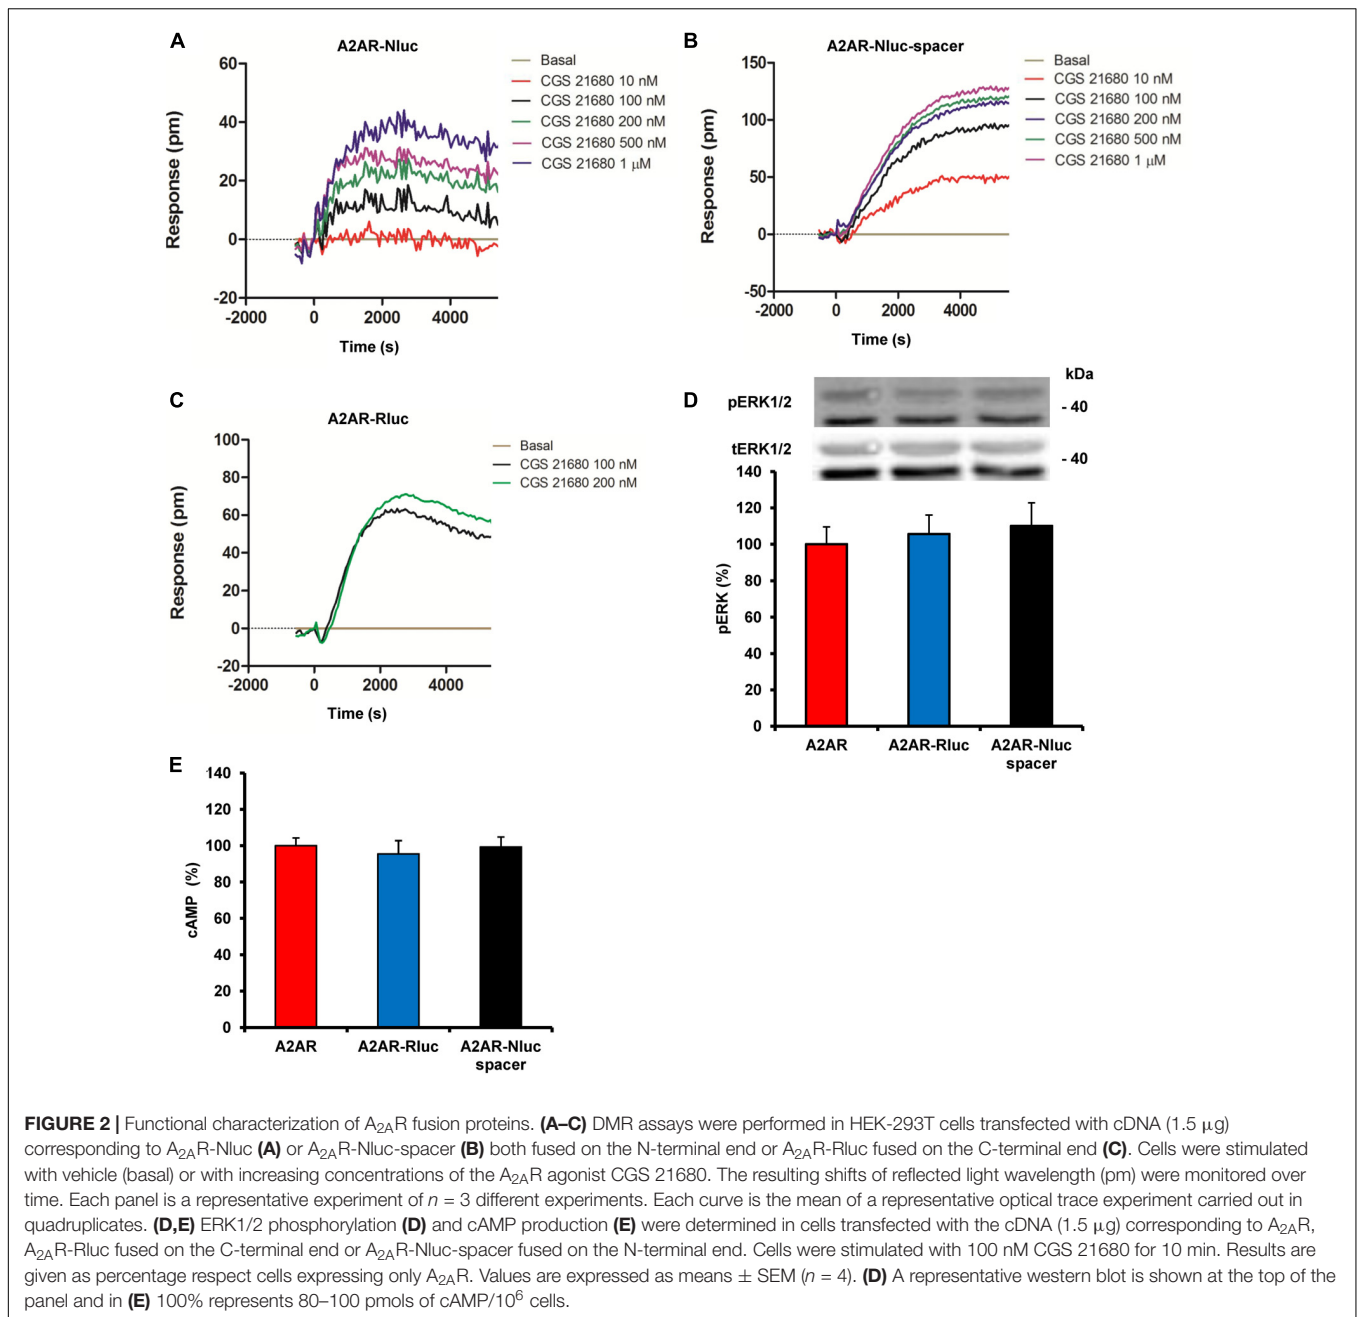 A
A2AR-Nluc
60
40
20
0
-20
-2000
0
2000
4000
Response (pm)
Time (s)
Basal
CGS 21680 10 nM
CGS 21680 100 nM
CGS 21680 200 nM
CGS 21680 500 nM
CGS 21680 1 μM
B
A2AR-Nluc-spacer
150
100
50
0
-50
-2000
0
2000
4000
Response (pm)
Time (s)
Basal
CGS 21680 10 nM
CGS 21680 100 nM
CGS 21680 200 nM
CGS 21680 500 nM
CGS 21680 1 μM
C
A2AR-Rluc
100
80
60
40
20
0
-20
-2000
0
2000
4000
Response (pm)
Time (s)
Basal
CGS 21680 100 nM
CGS 21680 200 nM
D
kDa
pERK1/2
- 40
tERK1/2
- 40
140
120
100
80
60
40
20
0
pERK (%)
A2AR
A2AR-Rluc
A2AR-Nluc
spacer
E
140
120
100
80
60
40
20
0
cAMP (%)
A2AR
A2AR-Rluc
A2AR-Nluc
spacer
FIGURE 2 | Functional characterization of A2AR fusion proteins. (A–C) DMR assays were performed in HEK-293T cells transfected with cDNA (1.5 μg)
corresponding to A2AR-Nluc (A) or A2AR-Nluc-spacer (B) both fused on the N-terminal end or A2AR-Rluc fused on the C-terminal end (C). Cells were stimulated
with vehicle (basal) or with increasing concentrations of the A2AR agonist CGS 21680. The resulting shifts of reflected light wavelength (pm) were monitored over
time. Each panel is a representative experiment of n = 3 different experiments. Each curve is the mean of a representative optical trace experiment carried out in
quadruplicates. (D,E) ERK1/2 phosphorylation (D) and cAMP production (E) were determined in cells transfected with the cDNA (1.5 μg) corresponding to A2AR,
A2AR-Rluc fused on the C-terminal end or A2AR-Nluc-spacer fused on the N-terminal end. Cells were stimulated with 100 nM CGS 21680 for 10 min. Results are
given as percentage respect cells expressing only A2AR. Values are expressed as means ± SEM (n = 4). (D) A representative western blot is shown at the top of the
panel and in (E) 100% represents 80–100 pmols of cAMP/10⁶ cells.